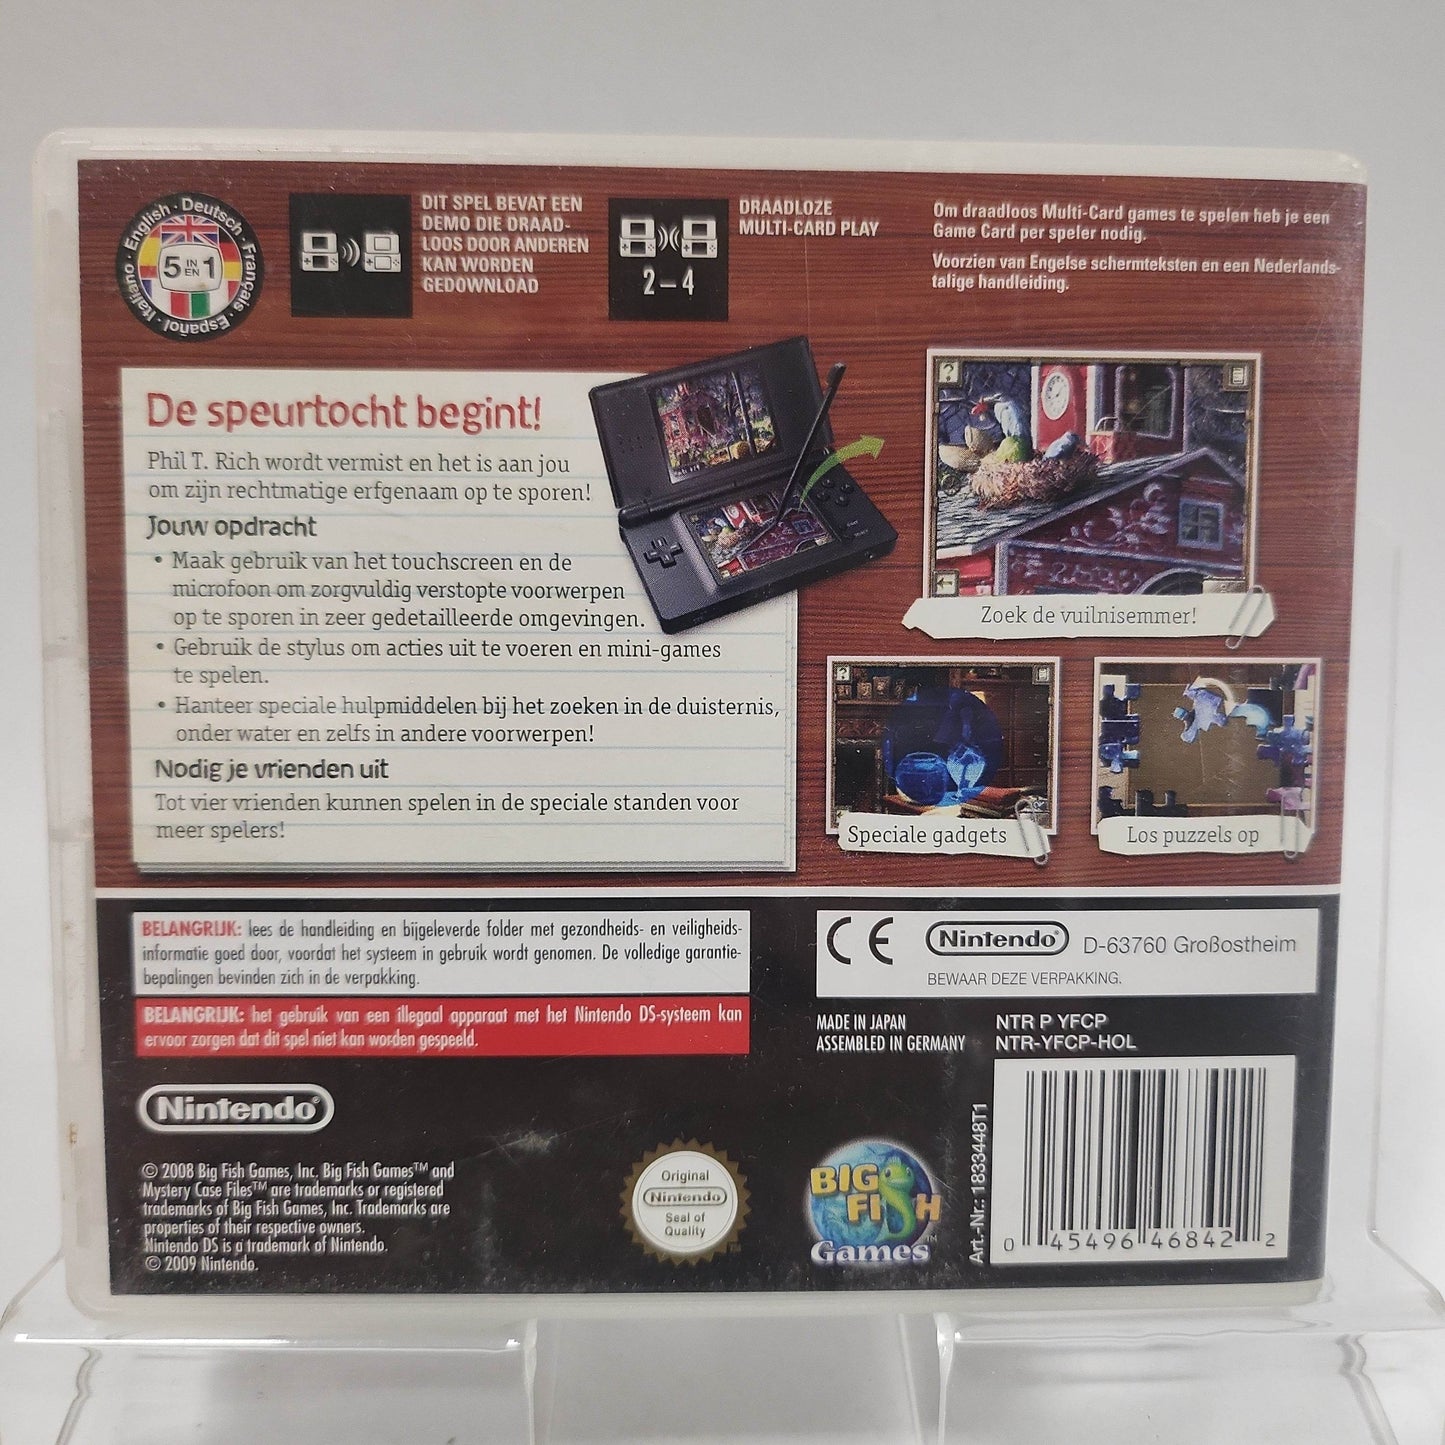 English · Deutsch · Français · Español · Italiano ·
5 IN EN 1
DIT SPEL BEVAT EEN
DEMO DIE DRAAD-
LOOS DOOR ANDEREN
KAN WORDEN
GEDOWNLOAD
2–4
DRAADLOZE
MULTI-CARD PLAY
Om draadloos Multi-Card games te spelen heb je een
Game Card per speler nodig.
Voorzien van Engelse schermteksten en een Nederlands-
talige handleiding.
De speurtocht begint!
Phil T. Rich wordt vermist en het is aan jou
om zijn rechtmatige erfgenaam op te sporen!
Jouw opdracht
• Maak gebruik van het touchscreen en de
microfoon om zorgvuldig verstopte voorwerpen
op te sporen in zeer gedetailleerde omgevingen.
• Gebruik de stylus om acties uit te voeren en mini-games
te spelen.
• Hanteer speciale hulpmiddelen bij het zoeken in de duisternis,
onder water en zelfs in andere voorwerpen!
Nodig je vrienden uit
Tot vier vrienden kunnen spelen in de speciale standen voor
meer spelers!
?
Zoek de vuilnisemmer!
?
Speciale gadgets
Los puzzels op
BELANGRIJK: lees de handleiding en bijgeleverde folder met gezondheids- en veiligheids-
informatie goed door, voordat het systeem in gebruik wordt genomen. De volledige garantie-
bepalingen bevinden zich in de verpakking.
BELANGRIJK: het gebruik van een illegaal apparaat met het Nintendo DS-systeem kan
ervoor zorgen dat dit spel niet kan worden gespeeld.
CE
Nintendo®
D-63760 Großostheim
BEWAAR DEZE VERPAKKING.
MADE IN JAPAN
ASSEMBLED IN GERMANY
NTR P YFCP
NTR-YFCP-HOL
Nintendo®
© 2008 Big Fish Games, Inc. Big Fish Games™ and
Mystery Case Files™ are trademarks or registered
trademarks of Big Fish Games, Inc. Trademarks are
properties of their respective owners.
Nintendo DS is a trademark of Nintendo.
© 2009 Nintendo.
Original
Nintendo®
Seal of
Quality
™
BIG
FISH
Games™
Art.-Nr.: 1833448T1
0 45496 46842 2